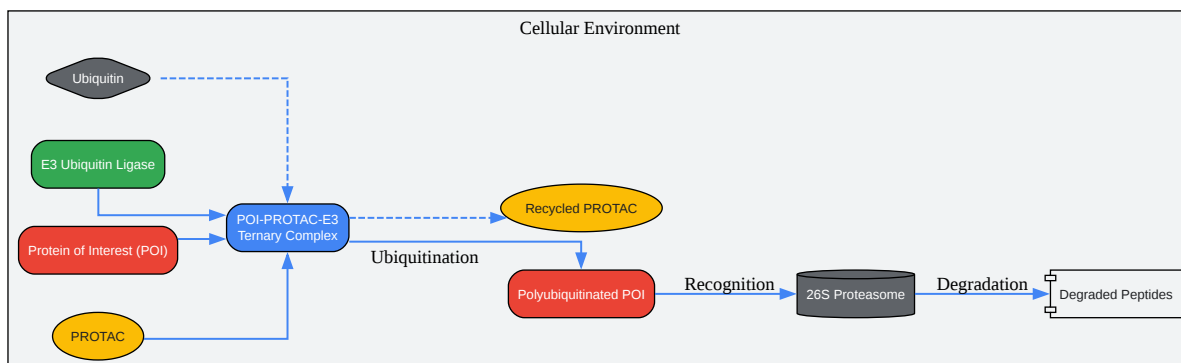 Cellular Environment
Ubiquitin
E3 Ubiquitin Ligase
Protein of Interest (POI)
PROTAC
POI-PROTAC-E3
Ternary Complex
Recycled PROTAC
Ubiquitination
Polyubiquitinated POI
Recognition
26S Proteasome
Degradation
Degraded Peptides